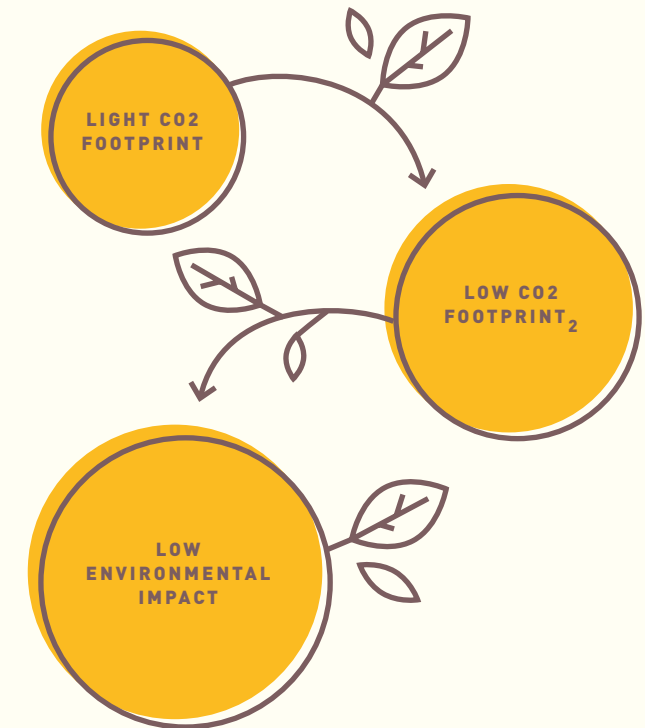 LIGHT CO2
FOOTPRINT
LOW CO2
FOOTPRINT₂
LOW
ENVIRONMENTAL
IMPACT